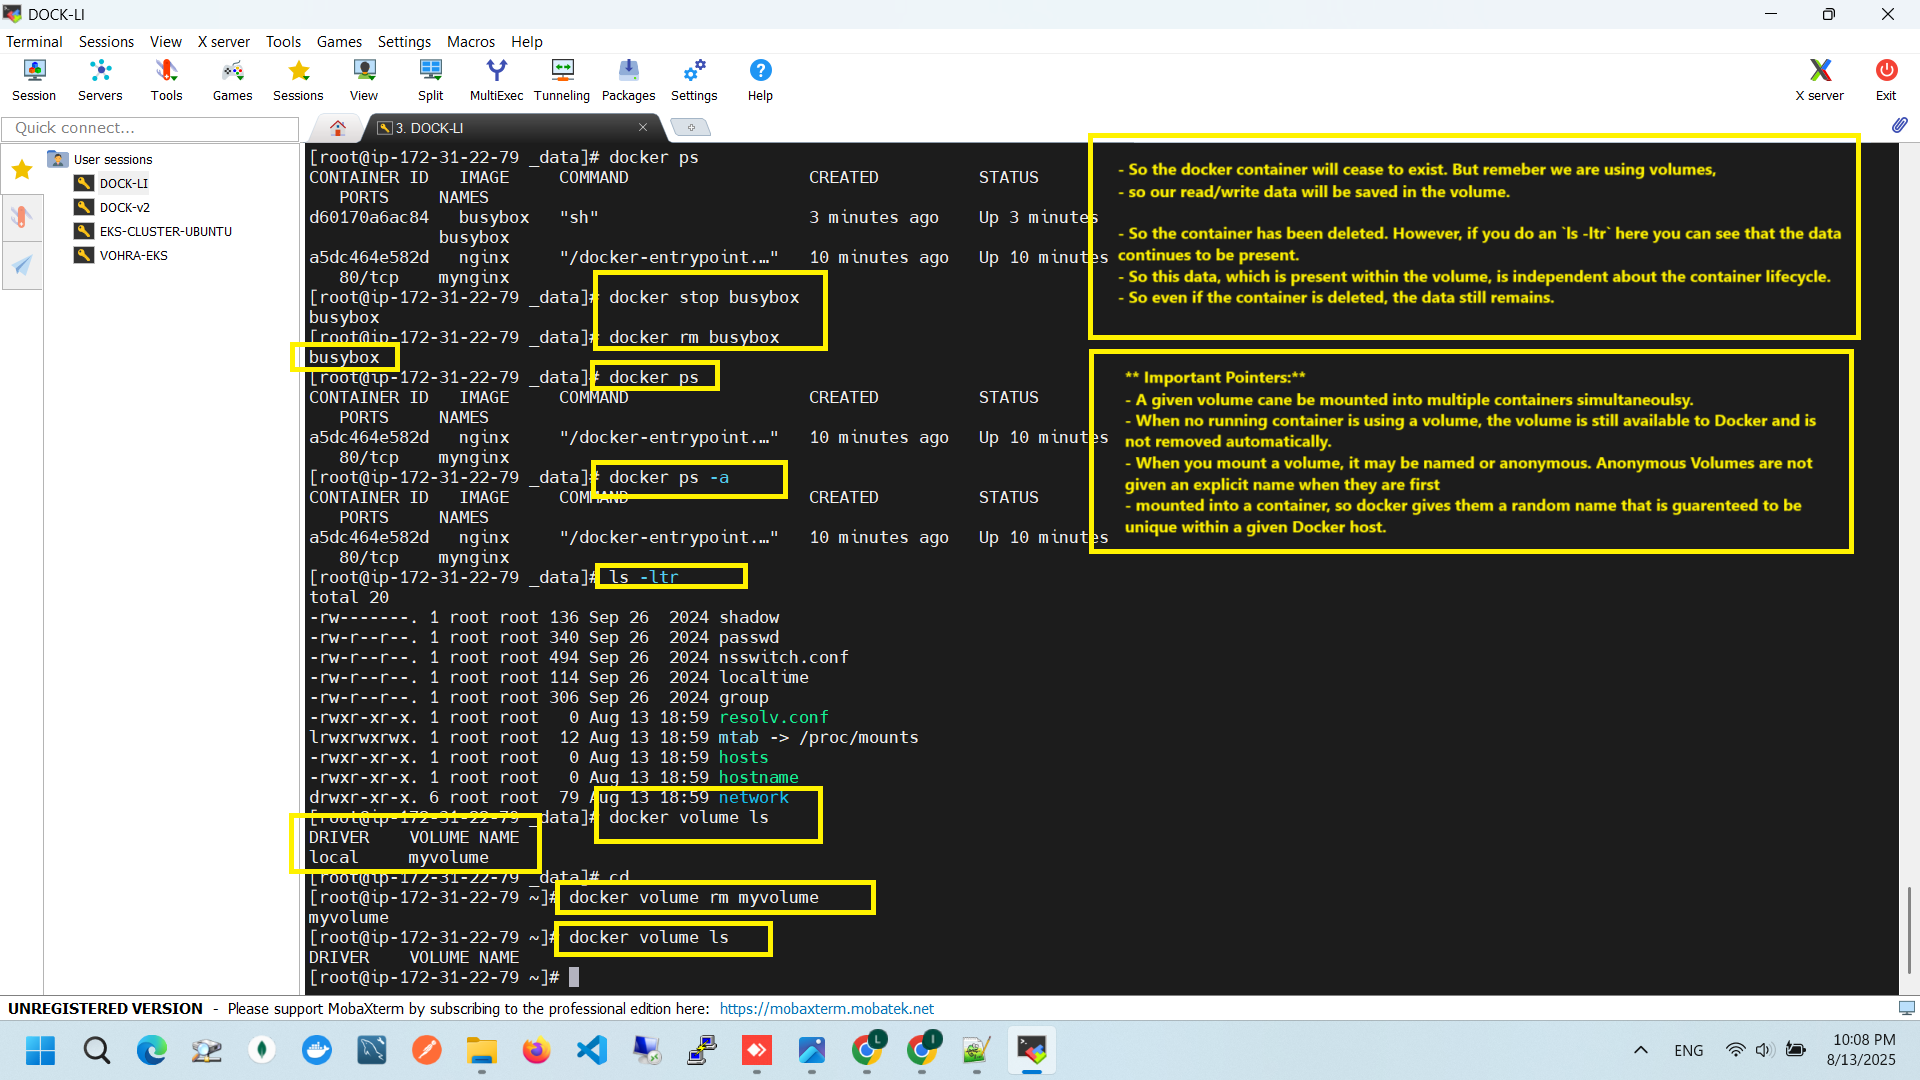 DOCK-LI
Terminal Sessions View X server Tools Games Settings Macros Help
Session Servers Tools Games Sessions View Split MultiExec Tunneling Packages Settings Help X server Exit
Quick connect...
3. DOCK-LI
User sessions
DOCK-LI
DOCK-v2
EKS-CLUSTER-UBUNTU
VOHRA-EKS
[root@ip-172-31-22-79 _data]# docker ps
CONTAINER ID   IMAGE     COMMAND                  CREATED          STATUS
   PORTS     NAMES
d60170a6ac84   busybox   "sh"                     3 minutes ago    Up 3 minutes
             busybox
a5dc464e582d   nginx     "/docker-entrypoint.…"   10 minutes ago   Up 10 minutes
   80/tcp    mynginx
[root@ip-172-31-22-79 _data]# docker stop busybox
busybox
[root@ip-172-31-22-79 _data]# docker rm busybox
busybox
[root@ip-172-31-22-79 _data]# docker ps
CONTAINER ID   IMAGE     COMMAND                  CREATED          STATUS
   PORTS     NAMES
a5dc464e582d   nginx     "/docker-entrypoint.…"   10 minutes ago   Up 10 minutes
   80/tcp    mynginx
[root@ip-172-31-22-79 _data]# docker ps -a
CONTAINER ID   IMAGE     COMMAND                  CREATED          STATUS
   PORTS     NAMES
a5dc464e582d   nginx     "/docker-entrypoint.…"   10 minutes ago   Up 10 minutes
   80/tcp    mynginx
[root@ip-172-31-22-79 _data]# ls -ltr
total 20
-rw-------. 1 root root 136 Sep 26  2024 shadow
-rw-r--r--. 1 root root 340 Sep 26  2024 passwd
-rw-r--r--. 1 root root 494 Sep 26  2024 nsswitch.conf
-rw-r--r--. 1 root root 114 Sep 26  2024 localtime
-rw-r--r--. 1 root root 306 Sep 26  2024 group
-rwxr-xr-x. 1 root root   0 Aug 13 18:59 resolv.conf
lrwxrwxrwx. 1 root root  12 Aug 13 18:59 mtab -> /proc/mounts
-rwxr-xr-x. 1 root root   0 Aug 13 18:59 hosts
-rwxr-xr-x. 1 root root   0 Aug 13 18:59 hostname
drwxr-xr-x. 6 root root  79 Aug 13 18:59 network
[root@ip-172-31-22-79 _data]# docker volume ls
DRIVER    VOLUME NAME
local     myvolume
[root@ip-172-31-22-79 _data]# cd
[root@ip-172-31-22-79 ~]# docker volume rm myvolume
myvolume
[root@ip-172-31-22-79 ~]# docker volume ls
DRIVER    VOLUME NAME
[root@ip-172-31-22-79 ~]#
- So the docker container will cease to exist. But remeber we are using volumes,
- so our read/write data will be saved in the volume.
- So the container has been deleted. However, if you do an `ls -ltr` here you can see that the data
continues to be present.
- So this data, which is present within the volume, is independent about the container lifecycle.
- So even if the container is deleted, the data still remains.
** Important Pointers:**
- A given volume cane be mounted into multiple containers simultaneoulsy.
- When no running container is using a volume, the volume is still available to Docker and is
not removed automatically.
- When you mount a volume, it may be named or anonymous. Anonymous Volumes are not
given an explicit name when they are first
- mounted into a container, so docker gives them a random name that is guarenteed to be
unique within a given Docker host.
UNREGISTERED VERSION - Please support MobaXterm by subscribing to the professional edition here: https://mobaxterm.mobatek.net
L
I
ENG
10:08 PM
8/13/2025